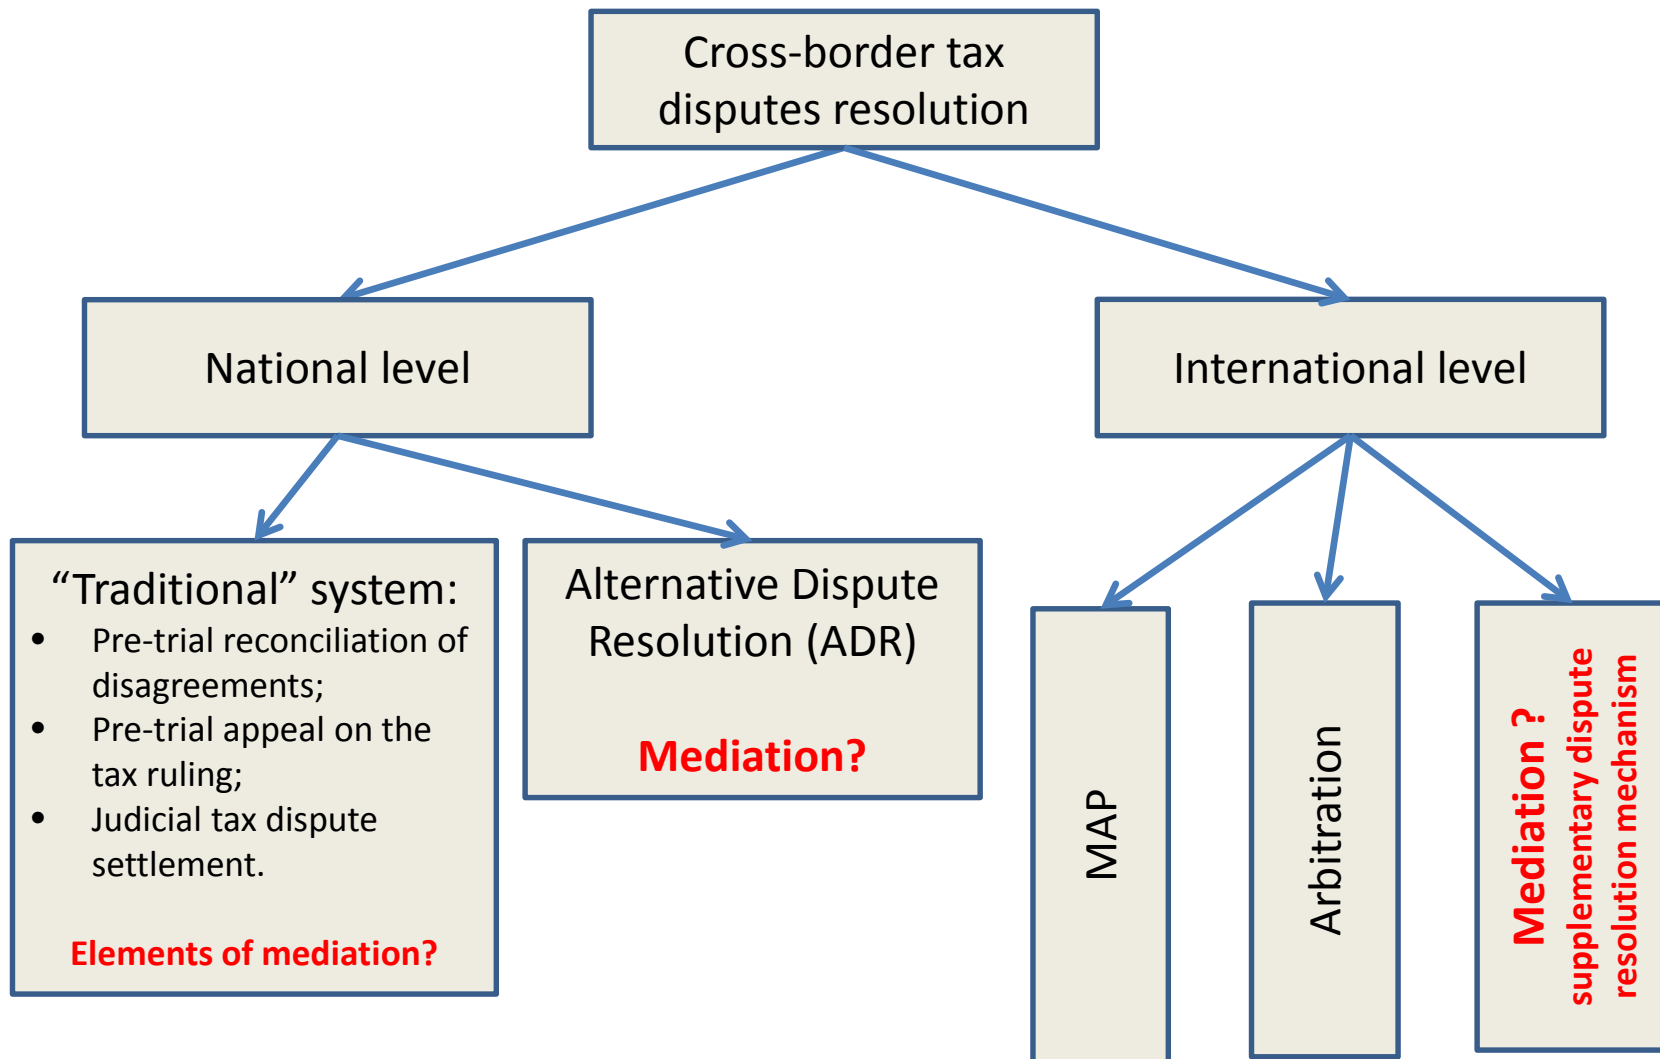 Cross-border tax
disputes resolution
National level
International level
“Traditional” system:
• Pre-trial reconciliation of
disagreements;
• Pre-trial appeal on the
tax ruling;
• Judicial tax dispute
settlement.
Elements of mediation?
Alternative Dispute
Resolution (ADR)
Mediation?
MAP
Arbitration
Mediation ?
supplementary dispute
resolution mechanism